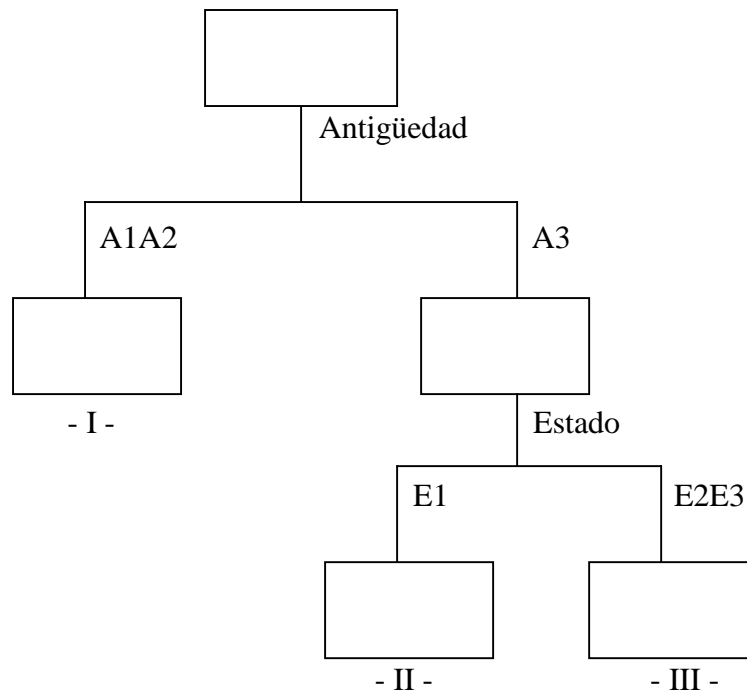 Antigüedad
A1A2
A3
- I -
Estado
E1
E2E3
- II -
- III -